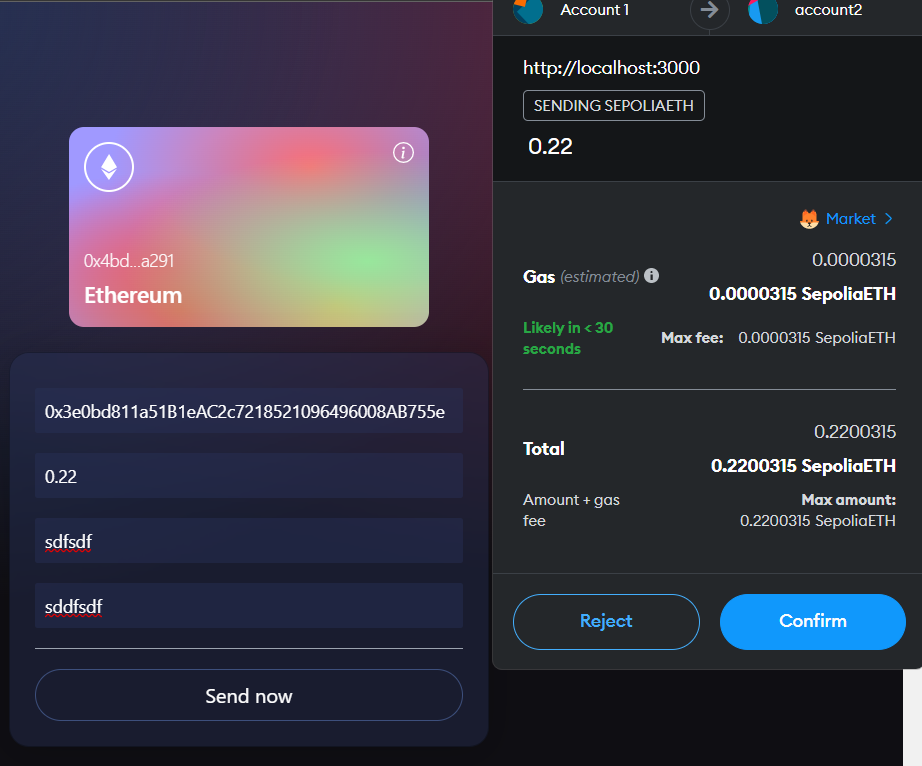 0x4bd...a291
Ethereum
0x3e0bd811a51B1eAC2c7218521096496008AB755e
0.22
sdfsdf
sddfsdf
Send now
Account 1
account2
http://localhost:3000
SENDING SEPOLIAETH
0.22
Market
Gas (estimated)
0.0000315
0.0000315 SepoliaETH
Likely in < 30
seconds
Max fee: 0.0000315 SepoliaETH
Total
0.2200315
0.2200315 SepoliaETH
Amount + gas
fee
Max amount:
0.2200315 SepoliaETH
Reject
Confirm